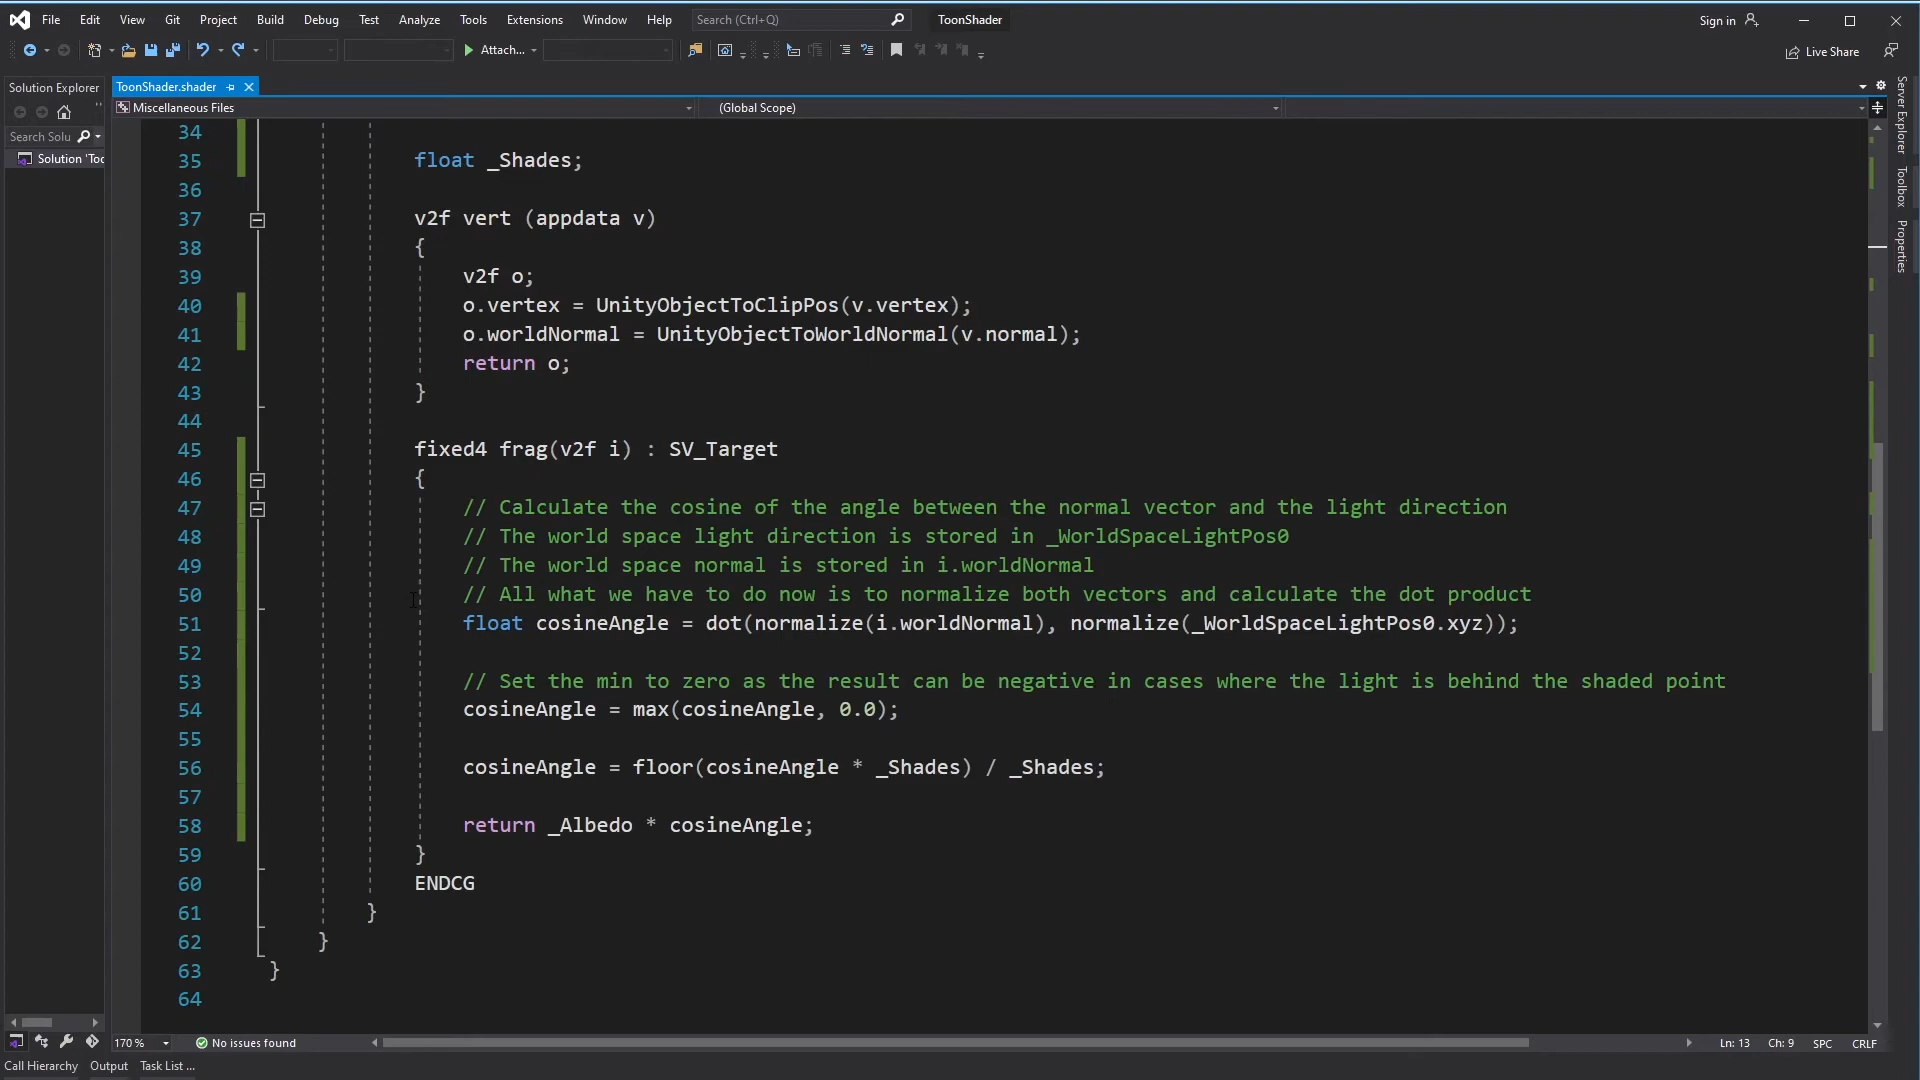 File Edit View Git Project Build Debug Test Analyze Tools Extensions Window Help Search (Ctrl+Q) ToonShader Sign in
Attach... Live Share
Solution Explorer ToonShader.shader
Miscellaneous Files (Global Scope)
Search Solu
Solution 'Too
Server Explorer
Toolbox
Properties
34
35 float _Shades;
36
37 v2f vert (appdata v)
38 {
39 v2f o;
40 o.vertex = UnityObjectToClipPos(v.vertex);
41 o.worldNormal = UnityObjectToWorldNormal(v.normal);
42 return o;
43 }
44
45 fixed4 frag(v2f i) : SV_Target
46 {
47 // Calculate the cosine of the angle between the normal vector and the light direction
48 // The world space light direction is stored in _WorldSpaceLightPos0
49 // The world space normal is stored in i.worldNormal
50 // All what we have to do now is to normalize both vectors and calculate the dot product
51 float cosineAngle = dot(normalize(i.worldNormal), normalize(_WorldSpaceLightPos0.xyz));
52
53 // Set the min to zero as the result can be negative in cases where the light is behind the shaded point
54 cosineAngle = max(cosineAngle, 0.0);
55
56 cosineAngle = floor(cosineAngle * _Shades) / _Shades;
57
58 return _Albedo * cosineAngle;
59 }
60 ENDCG
61 }
62 }
63 }
64
170 % No issues found Ln: 13 Ch: 9 SPC CRLF
Call Hierarchy Output Task List ...